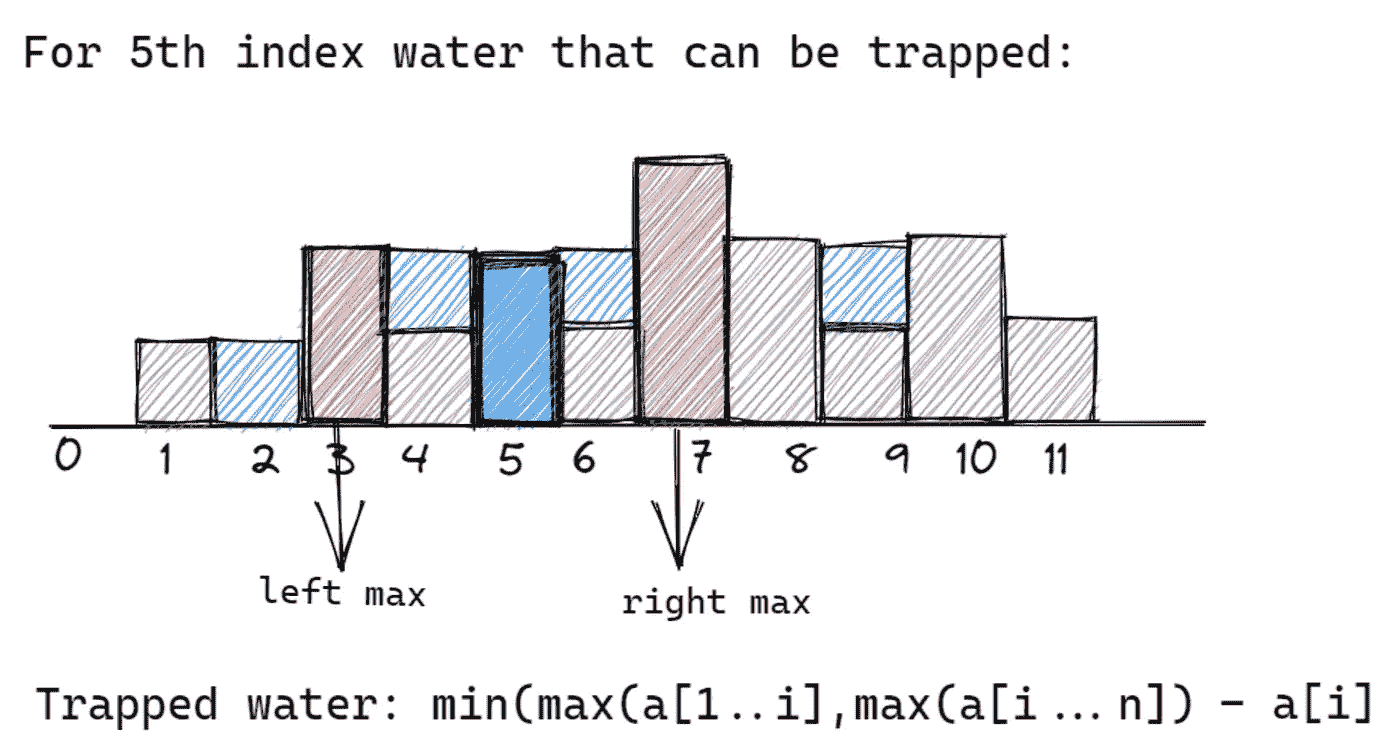 For 5th index water that can be trapped:
0 1 2 3 4 5 6 7 8 9 10 11
left max
right max
Trapped water: min(max(a[1..i],max(a[i ... n]) - a[i]